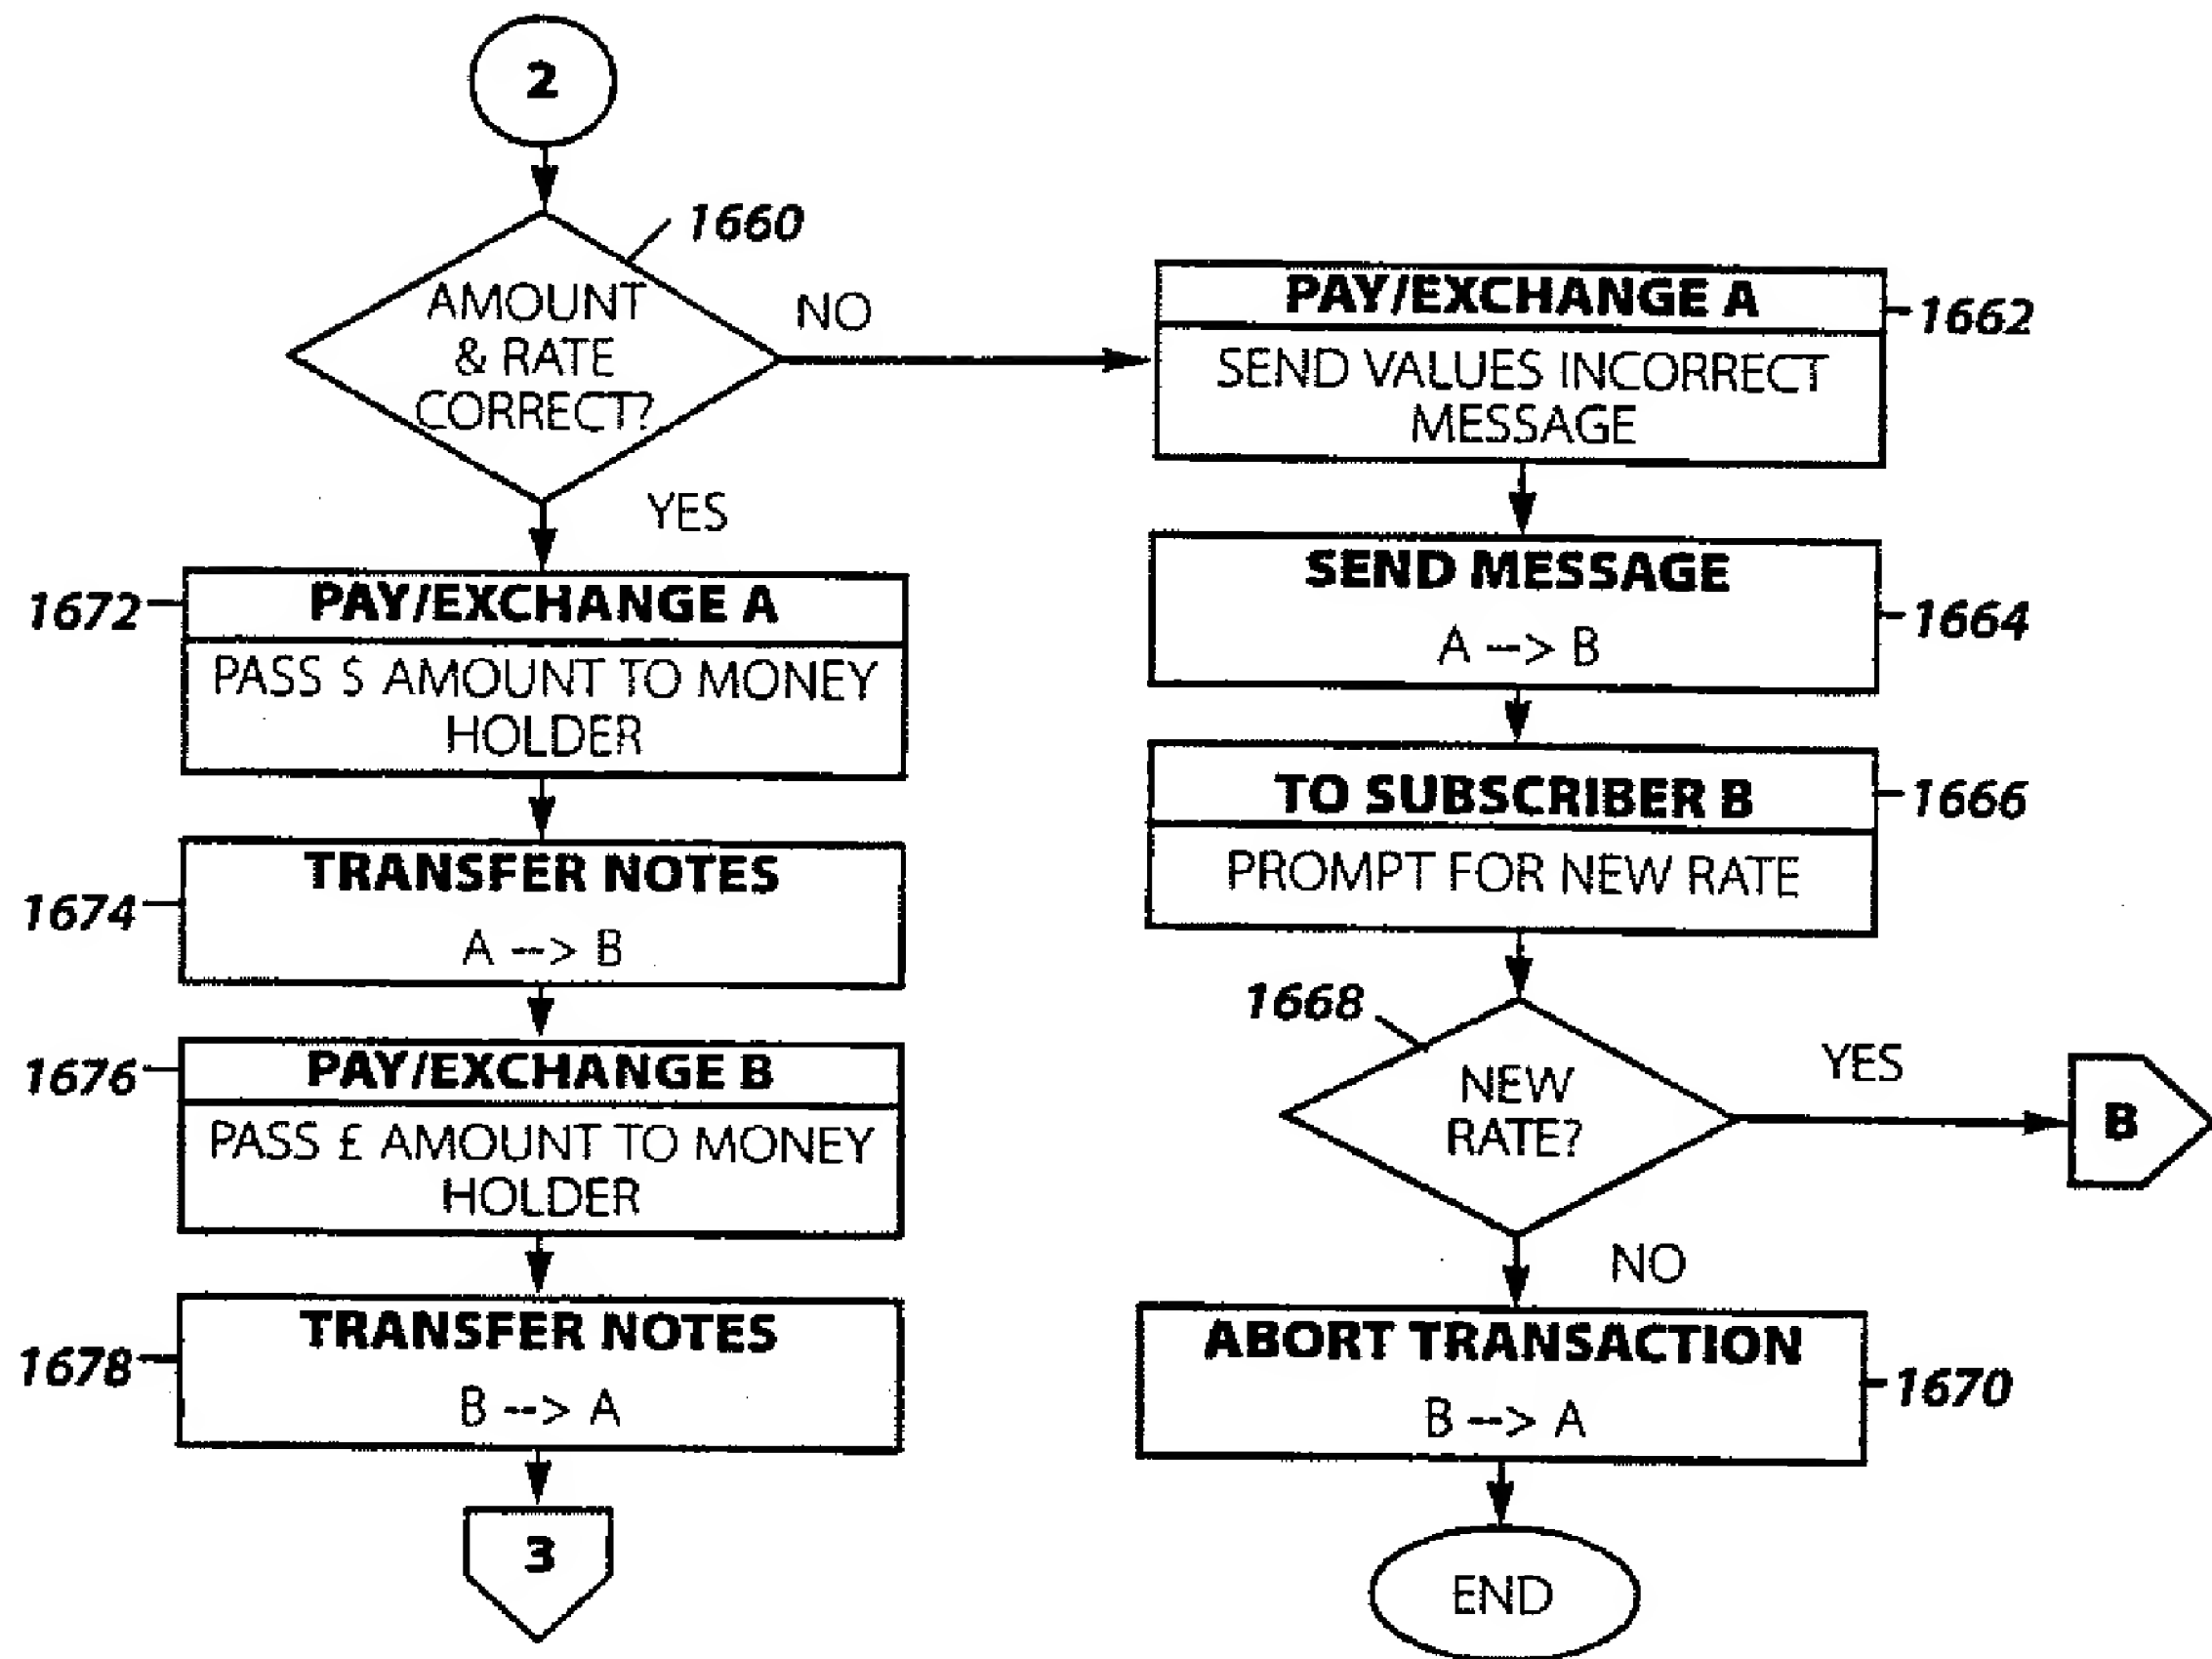 2
1660
AMOUNT
& RATE
CORRECT?
NO
YES
1672
PAY/EXCHANGE A
PASS $ AMOUNT TO MONEY
HOLDER
1674
TRANSFER NOTES
A --> B
1676
PAY/EXCHANGE B
PASS £ AMOUNT TO MONEY
HOLDER
1678
TRANSFER NOTES
B --> A
3
PAY/EXCHANGE A
1662
SEND VALUES INCORRECT
MESSAGE
SEND MESSAGE
1664
A --> B
TO SUBSCRIBER B
1666
PROMPT FOR NEW RATE
1668
NEW
RATE?
YES
B
NO
ABORT TRANSACTION
1670
B --> A
END